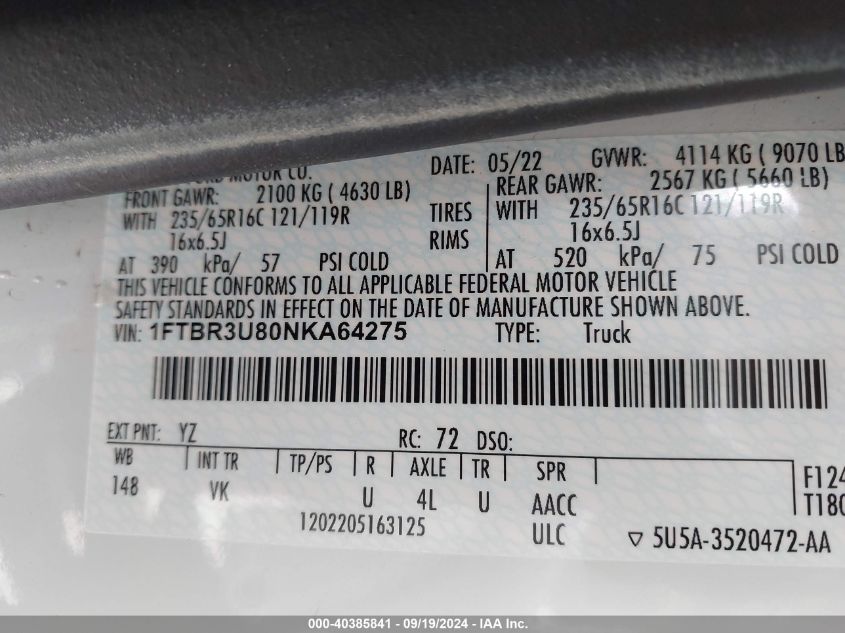 MOTOR CO.
DATE: 05/22 GVWR: 4114 KG ( 9070 LB
FRONT GAWR: 2100 KG ( 4630 LB) REAR GAWR: 2567 KG ( 5660 LB)
WITH 235/65R16C 121/119R TIRES WITH 235/65R16C 121/119R
16x6.5J RIMS 16x6.5J
AT 390 kPa/ 57 PSI COLD AT 520 kPa/ 75 PSI COLD
THIS VEHICLE CONFORMS TO ALL APPLICABLE FEDERAL MOTOR VEHICLE
SAFETY STANDARDS IN EFFECT ON THE DATE OF MANUFACTURE SHOWN ABOVE.
VIN: 1FTBR3U80NKA64275 TYPE: Truck
EXT PNT: YZ RC: 72 DSO:
WB INT TR TP/PS R AXLE TR SPR F124
148 VK U 4L U AACC T180
1202205163125 ULC 5U5A-3520472-AA
000-40385841 - 09/19/2024 - IAA Inc.